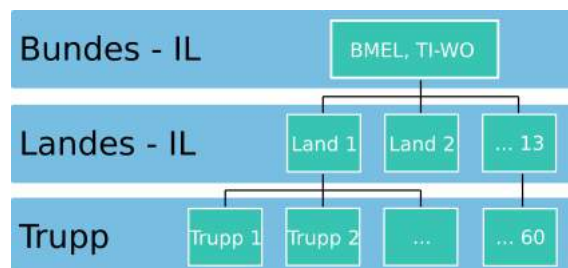 Bundes - IL
BMEL, TI-WO
Landes - IL
Land 1
Land 2
... 13
Trupp
Trupp 1
Trupp 2
...
... 60